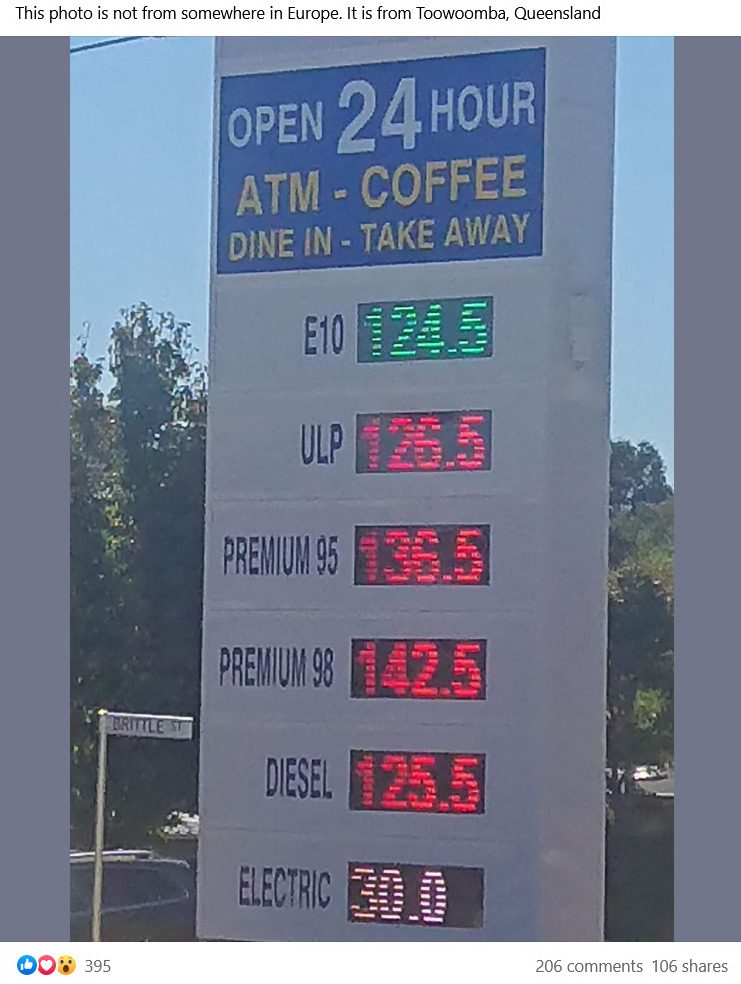 This photo is not from somewhere in Europe. It is from Toowoomba, Queensland
OPEN 24 HOUR
ATM - COFFEE
DINE IN - TAKE AWAY
E10 124.5
ULP 126.5
PREMIUM 95 136.5
PREMIUM 98 142.5
BRITTLE ST
DIESEL 125.5
ELECTRIC 30.0
395
206 comments 106 shares